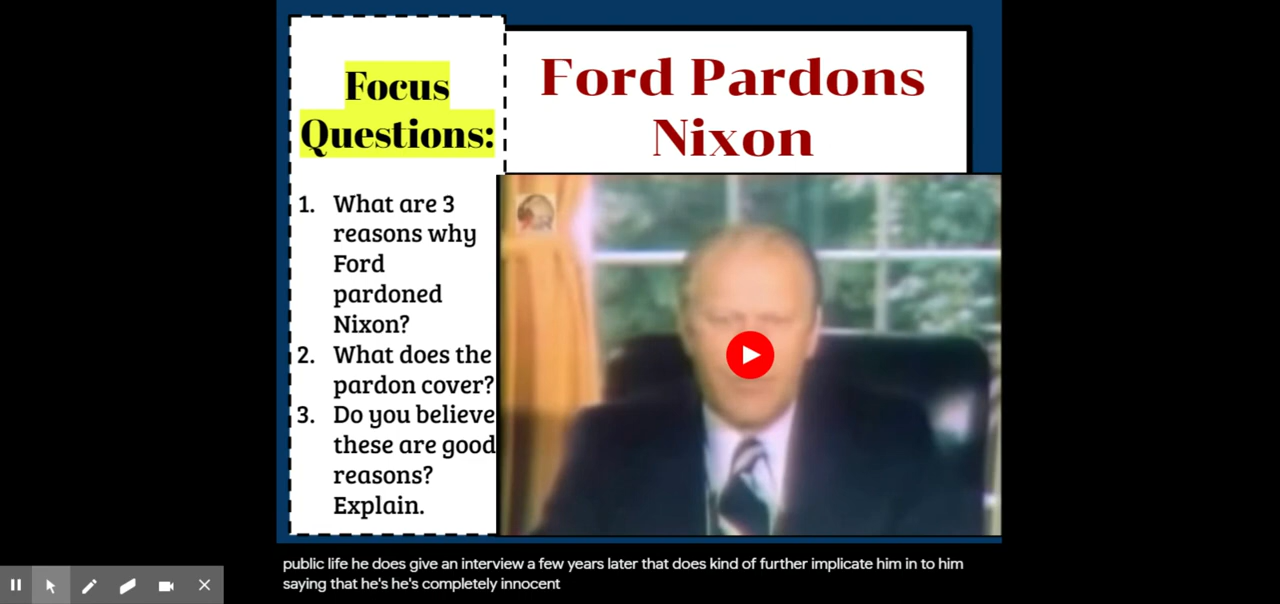 Focus
Questions:
Ford Pardons
Nixon
1. What are 3
reasons why
Ford
pardoned
Nixon?
2. What does the
pardon cover?
3. Do you believe
these are good
reasons?
Explain.
public life he does give an interview a few years later that does kind of further implicate him in to him
saying that he's he's completely innocent